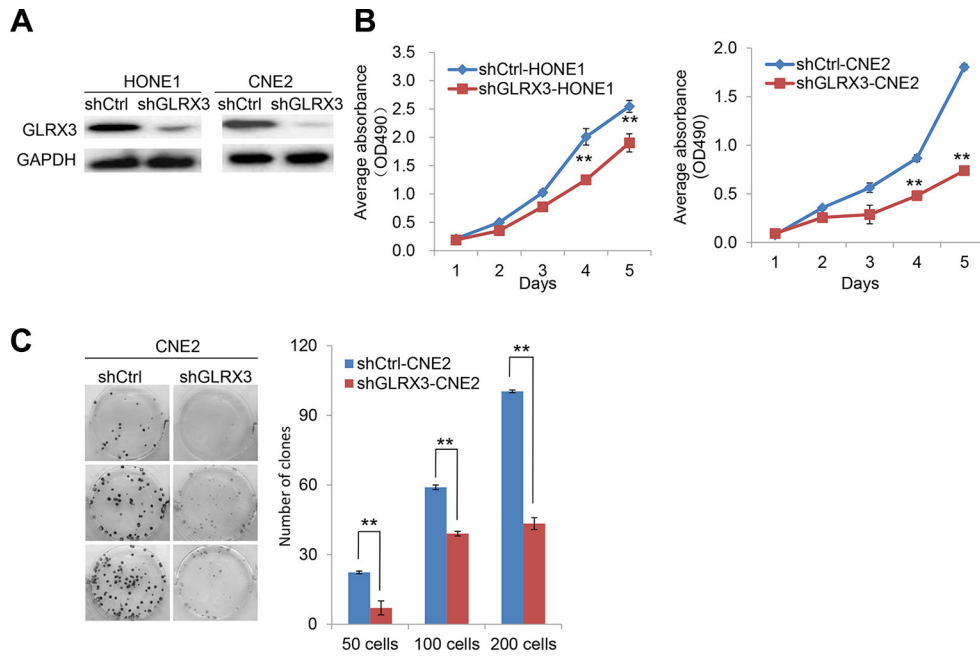 A
HONE1 CNE2
shCtrl shGLRX3 shCtrl shGLRX3
GLRX3
GAPDH
B
Average absorbance
(OD490)
3.5
3.0
2.5
2.0
1.5
1.0
0.5
0.0
shCtrl-HONE1
shGLRX3-HONE1
**
**
1 2 3 4 5
Days
Average absorbance
(OD490)
2.0
1.5
1.0
0.5
0.0
shCtrl-CNE2
shGLRX3-CNE2
**
**
1 2 3 4 5
Days
C
CNE2
shCtrl shGLRX3
Number of clones
120
90
60
30
0
shCtrl-CNE2
shGLRX3-CNE2
**
**
**
50 cells 100 cells 200 cells